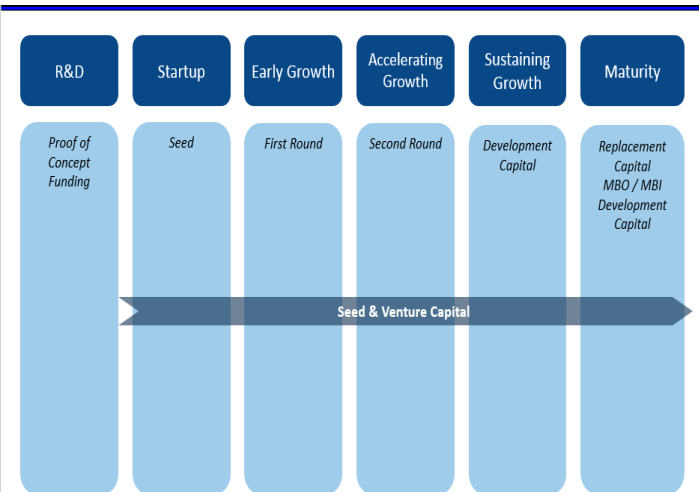 R&D
Startup
Early Growth
Accelerating
Growth
Sustaining
Growth
Maturity
Proof of
Concept
Funding
Seed
First Round
Second Round
Development
Capital
Replacement
Capital
MBO / MBI
Development
Capital
Seed & Venture Capital